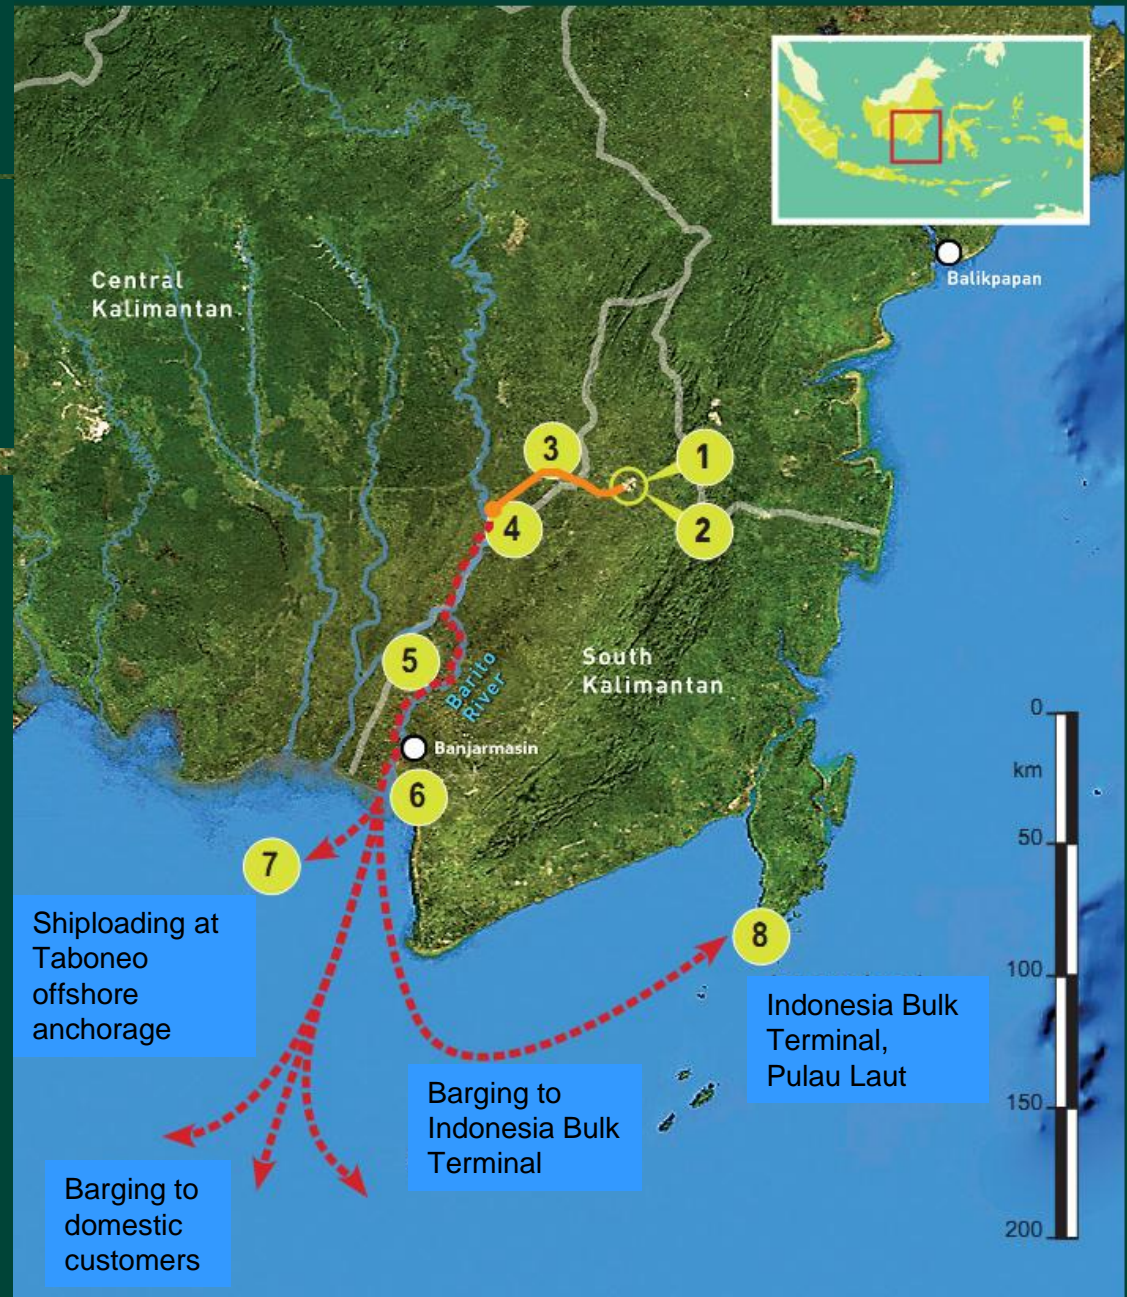 Balikpapan
Central
Kalimantan
3
1
4
2
5
South
Kalimantan
Barito
River
Banjarmasin
6
7
8
0
km
50
100
150
200
Shiploading at
Taboneo
offshore
anchorage
Indonesia Bulk
Terminal,
Pulau Laut
Barging to
Indonesia Bulk
Terminal
Barging to
domestic
customers